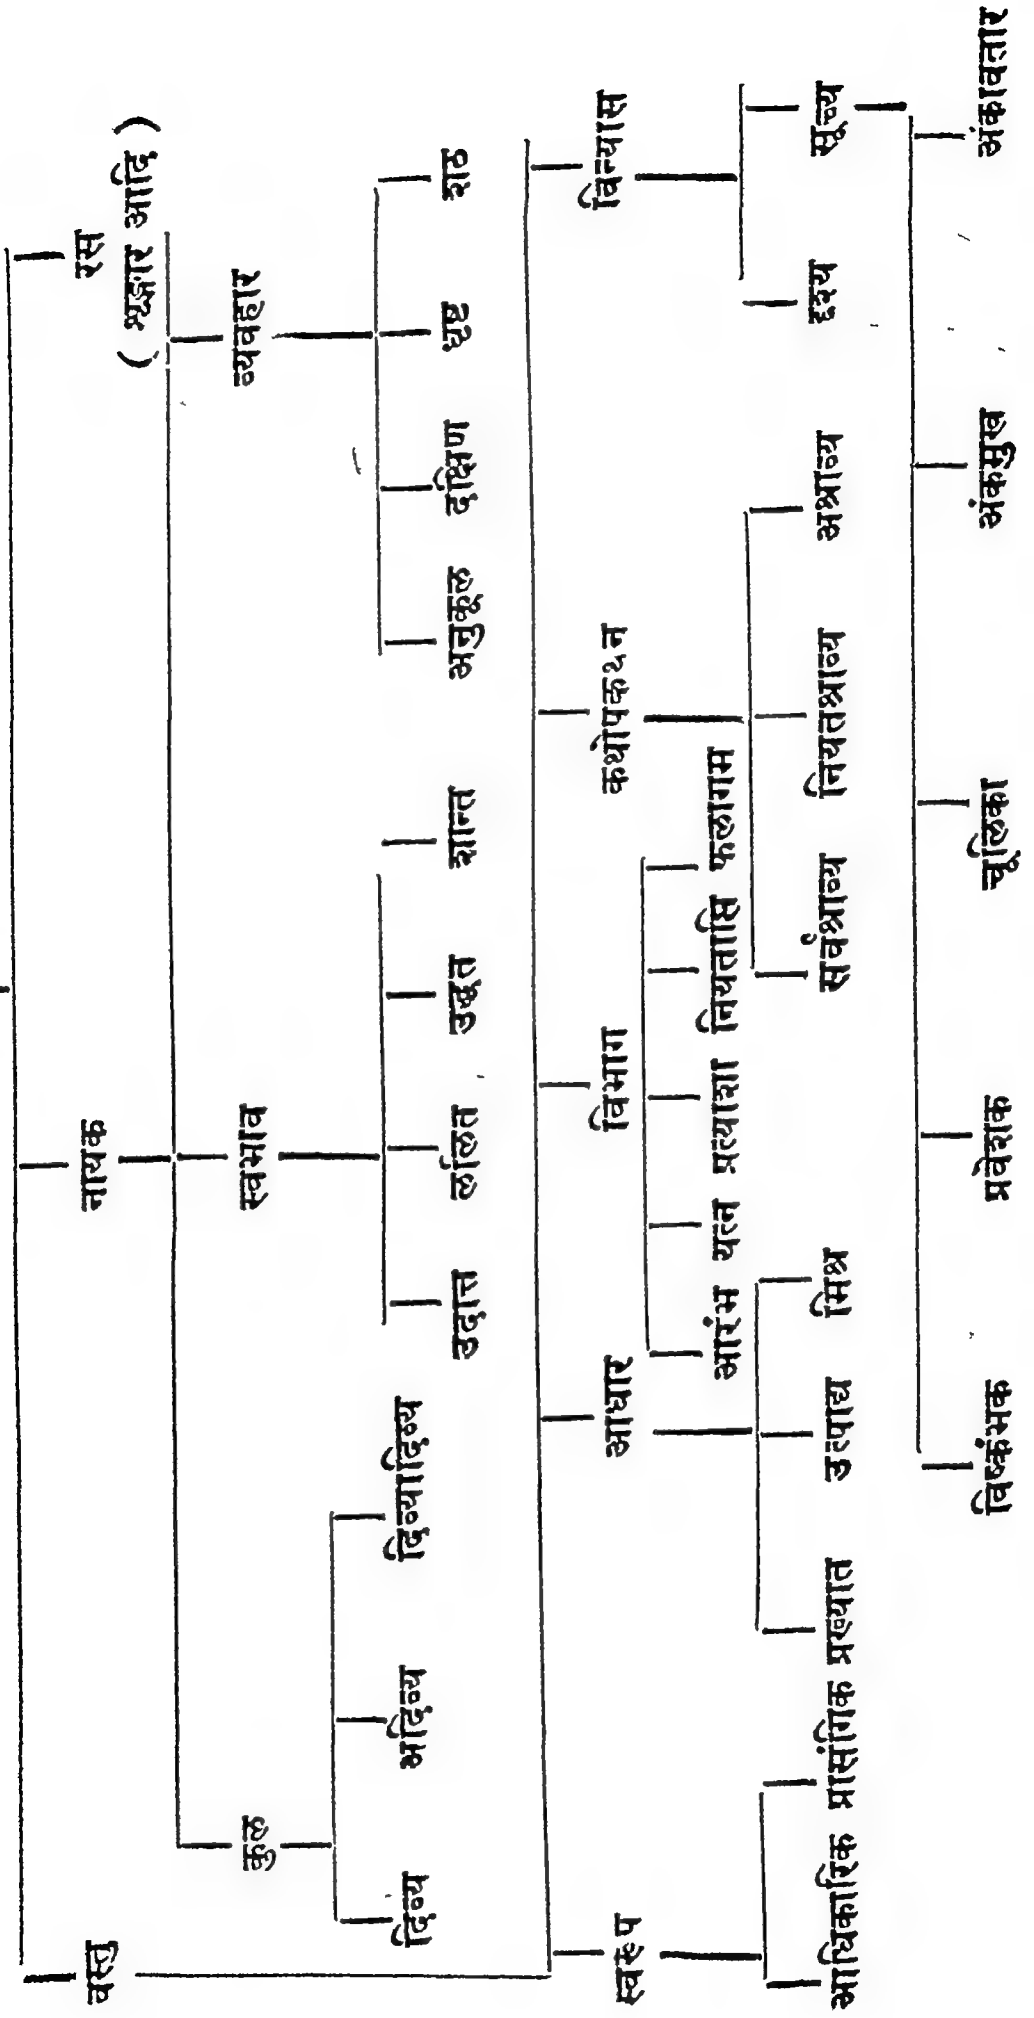 वस्तु नायक रस
( शृङ्गार आदि )
कुल स्वभाव व्यवहार
दिव्य अदिव्य दिव्यादिव्य
उदात्त ललित उद्धत शान्त अनुकूल दक्षिण धृष्ट शठ
स्वरूप आधार विभाग कथोपकथन विन्यास
आरंभ यत्न प्रत्याशा नियताप्ति फलागम
आधिकारिक प्रासंगिक प्रख्यात उत्पाद्य मिश्र सर्वश्राव्य नियतश्राव्य अश्राव्य दृश्य सूच्य
विष्कंभक प्रवेशक चूलिका अंकमुख अंकावतार